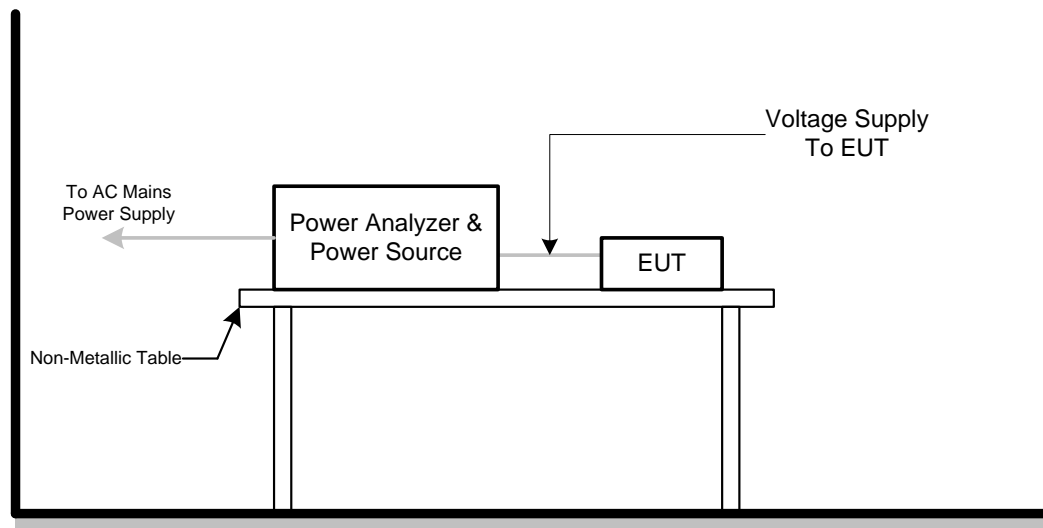 Voltage Supply
To EUT
To AC Mains
Power Supply
Power Analyzer &
Power Source
EUT
Non-Metallic Table